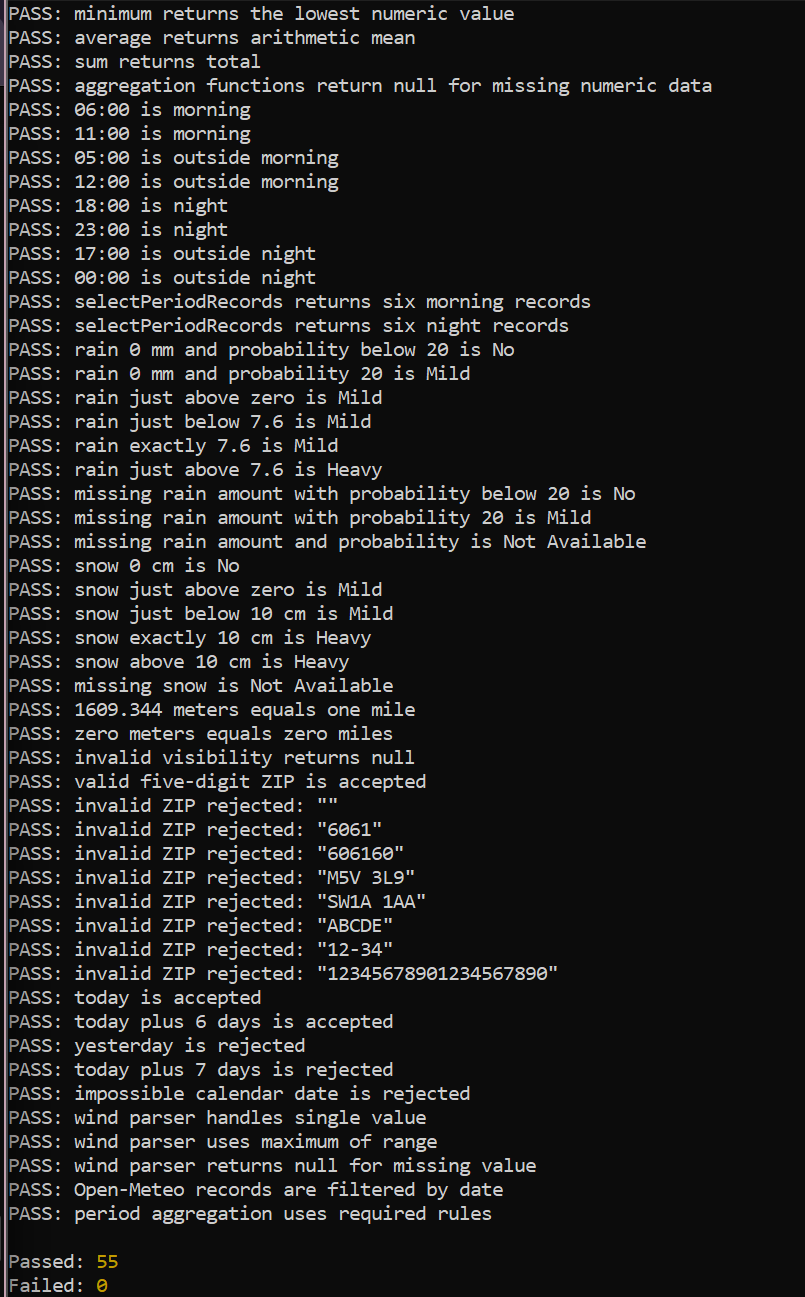 PASS: minimum returns the lowest numeric value
PASS: average returns arithmetic mean
PASS: sum returns total
PASS: aggregation functions return null for missing numeric data
PASS: 06:00 is morning
PASS: 11:00 is morning
PASS: 05:00 is outside morning
PASS: 12:00 is outside morning
PASS: 18:00 is night
PASS: 23:00 is night
PASS: 17:00 is outside night
PASS: 00:00 is outside night
PASS: selectPeriodRecords returns six morning records
PASS: selectPeriodRecords returns six night records
PASS: rain 0 mm and probability below 20 is No
PASS: rain 0 mm and probability 20 is Mild
PASS: rain just above zero is Mild
PASS: rain just below 7.6 is Mild
PASS: rain exactly 7.6 is Mild
PASS: rain just above 7.6 is Heavy
PASS: missing rain amount with probability below 20 is No
PASS: missing rain amount with probability 20 is Mild
PASS: missing rain amount and probability is Not Available
PASS: snow 0 cm is No
PASS: snow just above zero is Mild
PASS: snow just below 10 cm is Mild
PASS: snow exactly 10 cm is Heavy
PASS: snow above 10 cm is Heavy
PASS: missing snow is Not Available
PASS: 1609.344 meters equals one mile
PASS: zero meters equals zero miles
PASS: invalid visibility returns null
PASS: valid five-digit ZIP is accepted
PASS: invalid ZIP rejected: ""
PASS: invalid ZIP rejected: "6061"
PASS: invalid ZIP rejected: "606160"
PASS: invalid ZIP rejected: "M5V 3L9"
PASS: invalid ZIP rejected: "SW1A 1AA"
PASS: invalid ZIP rejected: "ABCDE"
PASS: invalid ZIP rejected: "12-34"
PASS: invalid ZIP rejected: "12345678901234567890"
PASS: today is accepted
PASS: today plus 6 days is accepted
PASS: yesterday is rejected
PASS: today plus 7 days is rejected
PASS: impossible calendar date is rejected
PASS: wind parser handles single value
PASS: wind parser uses maximum of range
PASS: wind parser returns null for missing value
PASS: Open-Meteo records are filtered by date
PASS: period aggregation uses required rules
Passed: 55
Failed: 0